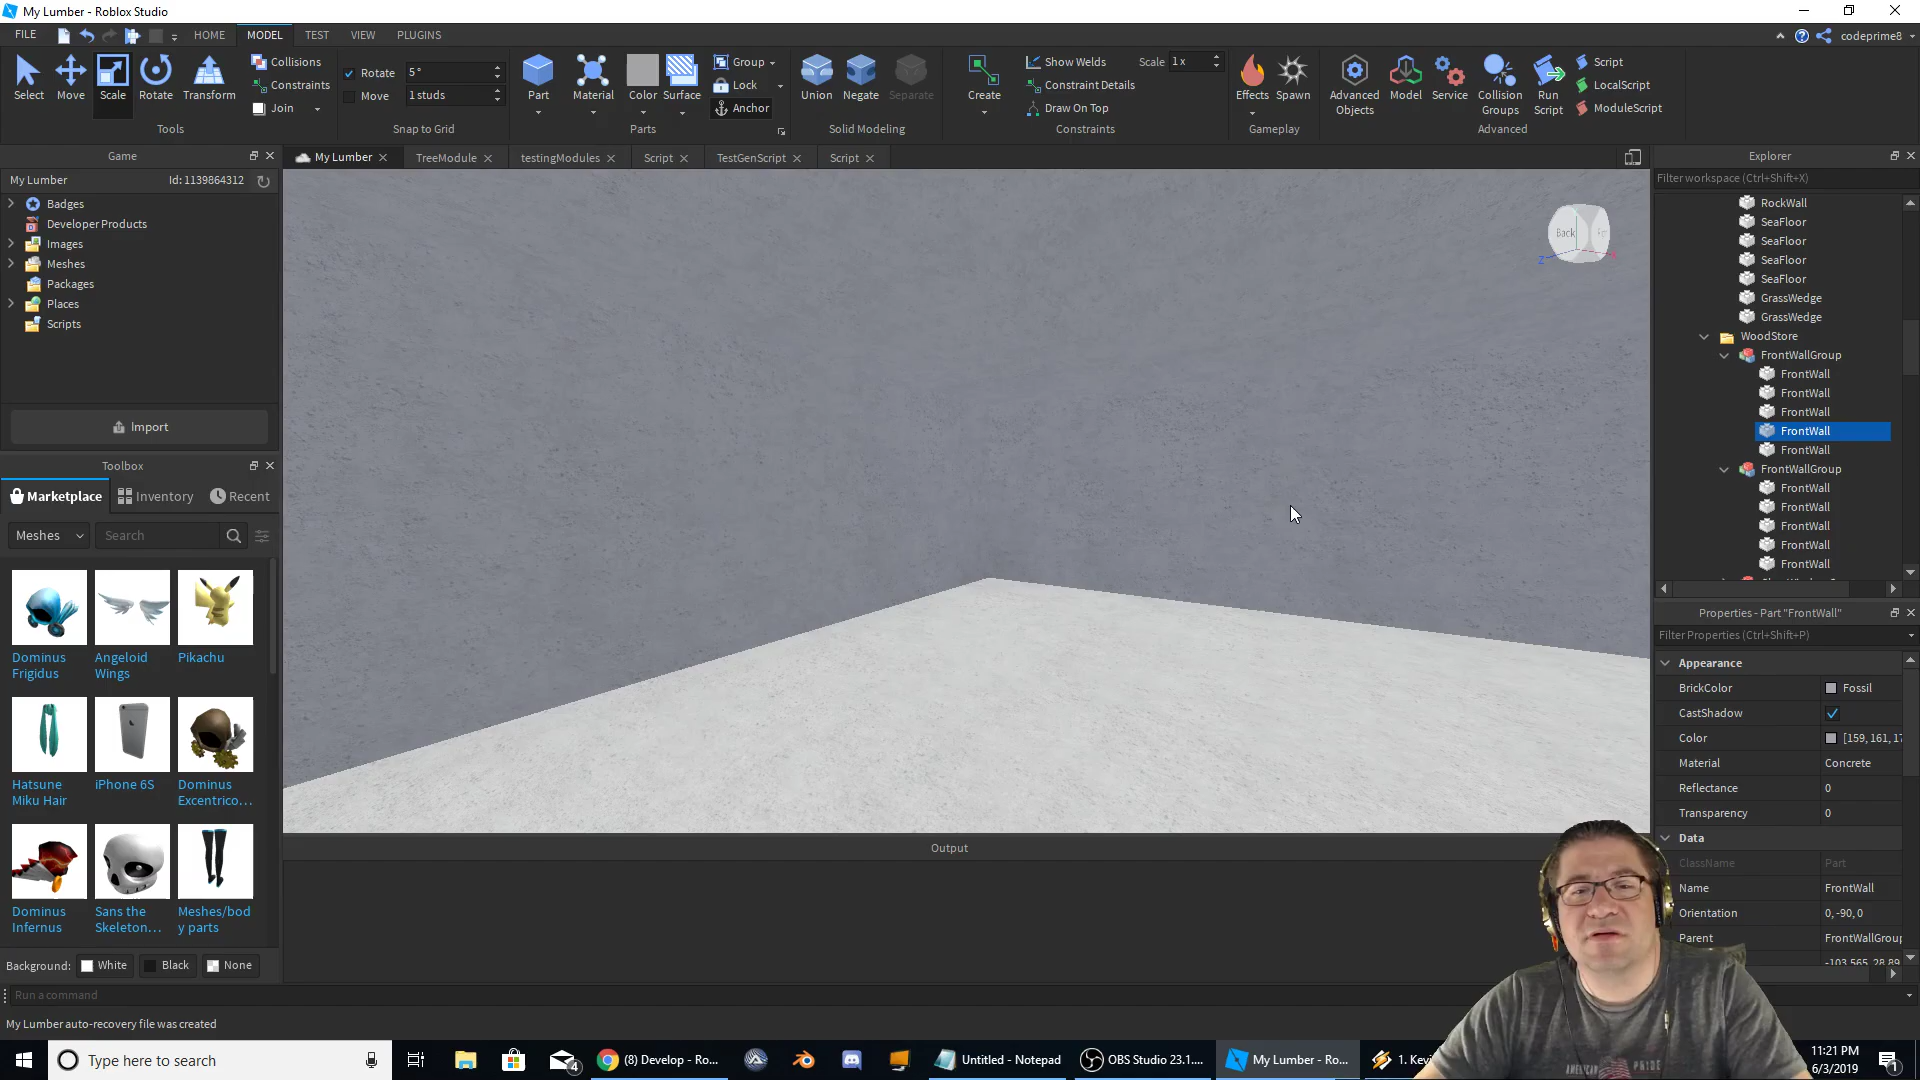 My Lumber - Roblox Studio
FILE HOME MODEL TEST VIEW PLUGINS codeprime8
Select Move Scale Rotate Transform
Collisions
Constraints
Join
Tools
Rotate 5°
Move 1 studs
Snap to Grid
Part Material Color Surface
Group
Lock
Anchor
Parts
Union Negate Separate
Solid Modeling
Create
Show Welds
Constraint Details
Draw On Top
Scale 1x
Constraints
Effects Spawn
Gameplay
Advanced Objects
Model
Service
Collision Groups
Run Script
Script
LocalScript
ModuleScript
Advanced
Game
My Lumber Id: 1139864312
Badges
Developer Products
Images
Meshes
Packages
Places
Scripts
Import
Toolbox
Marketplace Inventory Recent
Meshes Search
Dominus Frigidus
Angeloid Wings
Pikachu
Hatsune Miku Hair
iPhone 6S
Dominus Excentrico...
Dominus Infernus
Sans the Skeleton...
Meshes/body parts
Background: White Black None
Run a command
My Lumber auto-recovery file was created
My Lumber TreeModule testingModules Script TestGenScript Script
Back
Z
Output
Explorer
Filter workspace (Ctrl+Shift+X)
RockWall
SeaFloor
SeaFloor
SeaFloor
SeaFloor
GrassWedge
GrassWedge
WoodStore
FrontWallGroup
FrontWall
FrontWall
FrontWall
FrontWall
FrontWall
FrontWallGroup
FrontWall
FrontWall
FrontWall
FrontWall
FrontWall
Properties - Part "FrontWall"
Filter Properties (Ctrl+Shift+P)
Appearance
BrickColor Fossil
CastShadow
Color [159, 161, 17
Material Concrete
Reflectance 0
Transparency 0
Data
ClassName Part
Name FrontWall
Orientation 0, -90, 0
Parent FrontWallGroup
-103.565, 28.89
Type here to search
4
(8) Develop - Ro...
Untitled - Notepad
OBS Studio 23.1....
My Lumber - Ro...
1. Kevi
11:21 PM
6/3/2019
1